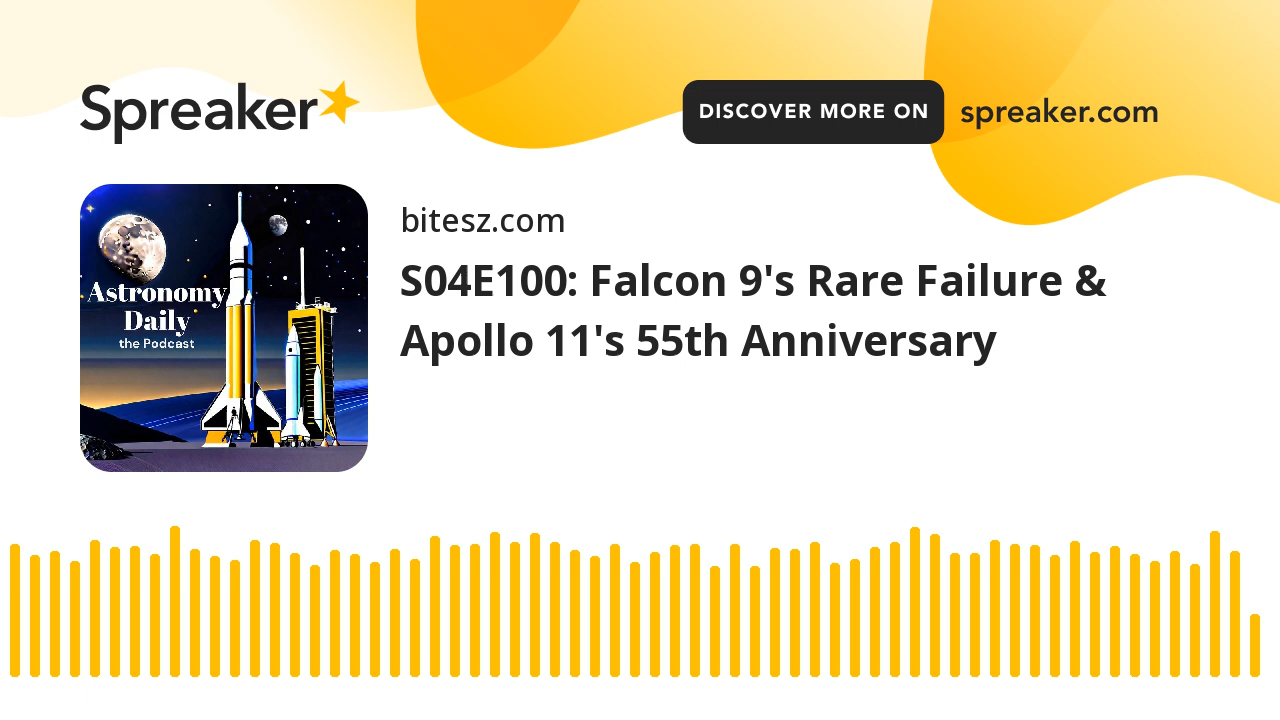 Spreaker
DISCOVER MORE ON
spreaker.com
Astronomy
Daily
the Podcast
bitesz.com
S04E100: Falcon 9's Rare Failure &
Apollo 11's 55th Anniversary